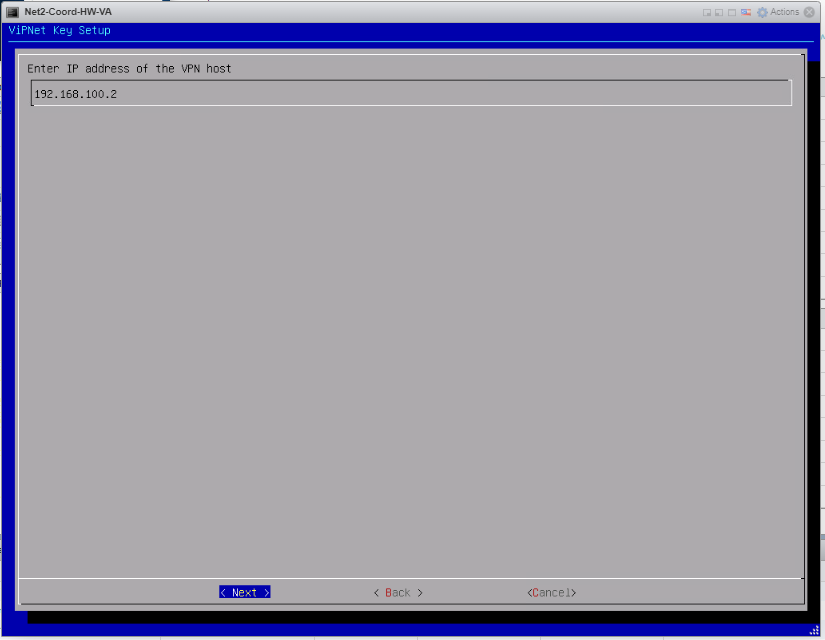 Net2-Coord-HW-VA
Actions
ViPNet Key Setup
Enter IP address of the VPN host
192.168.100.2
< Next >
< Back >
<Cancel>